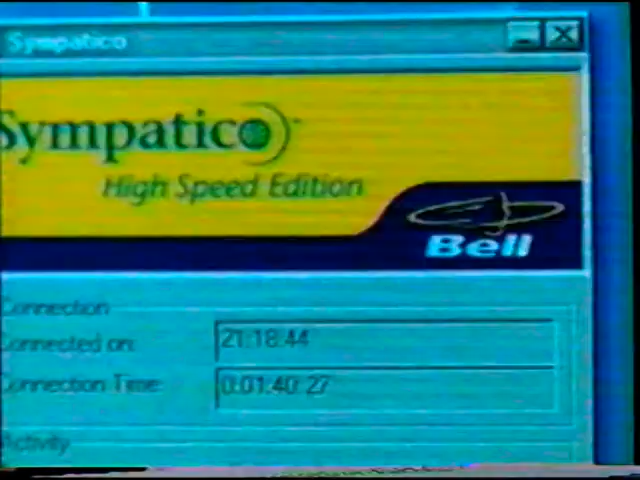 Sympatico
Sympatico
High Speed Edition
Bell
Connection
Connected on: 21:18:44
Connection Time: 0:01:40:27
Activity